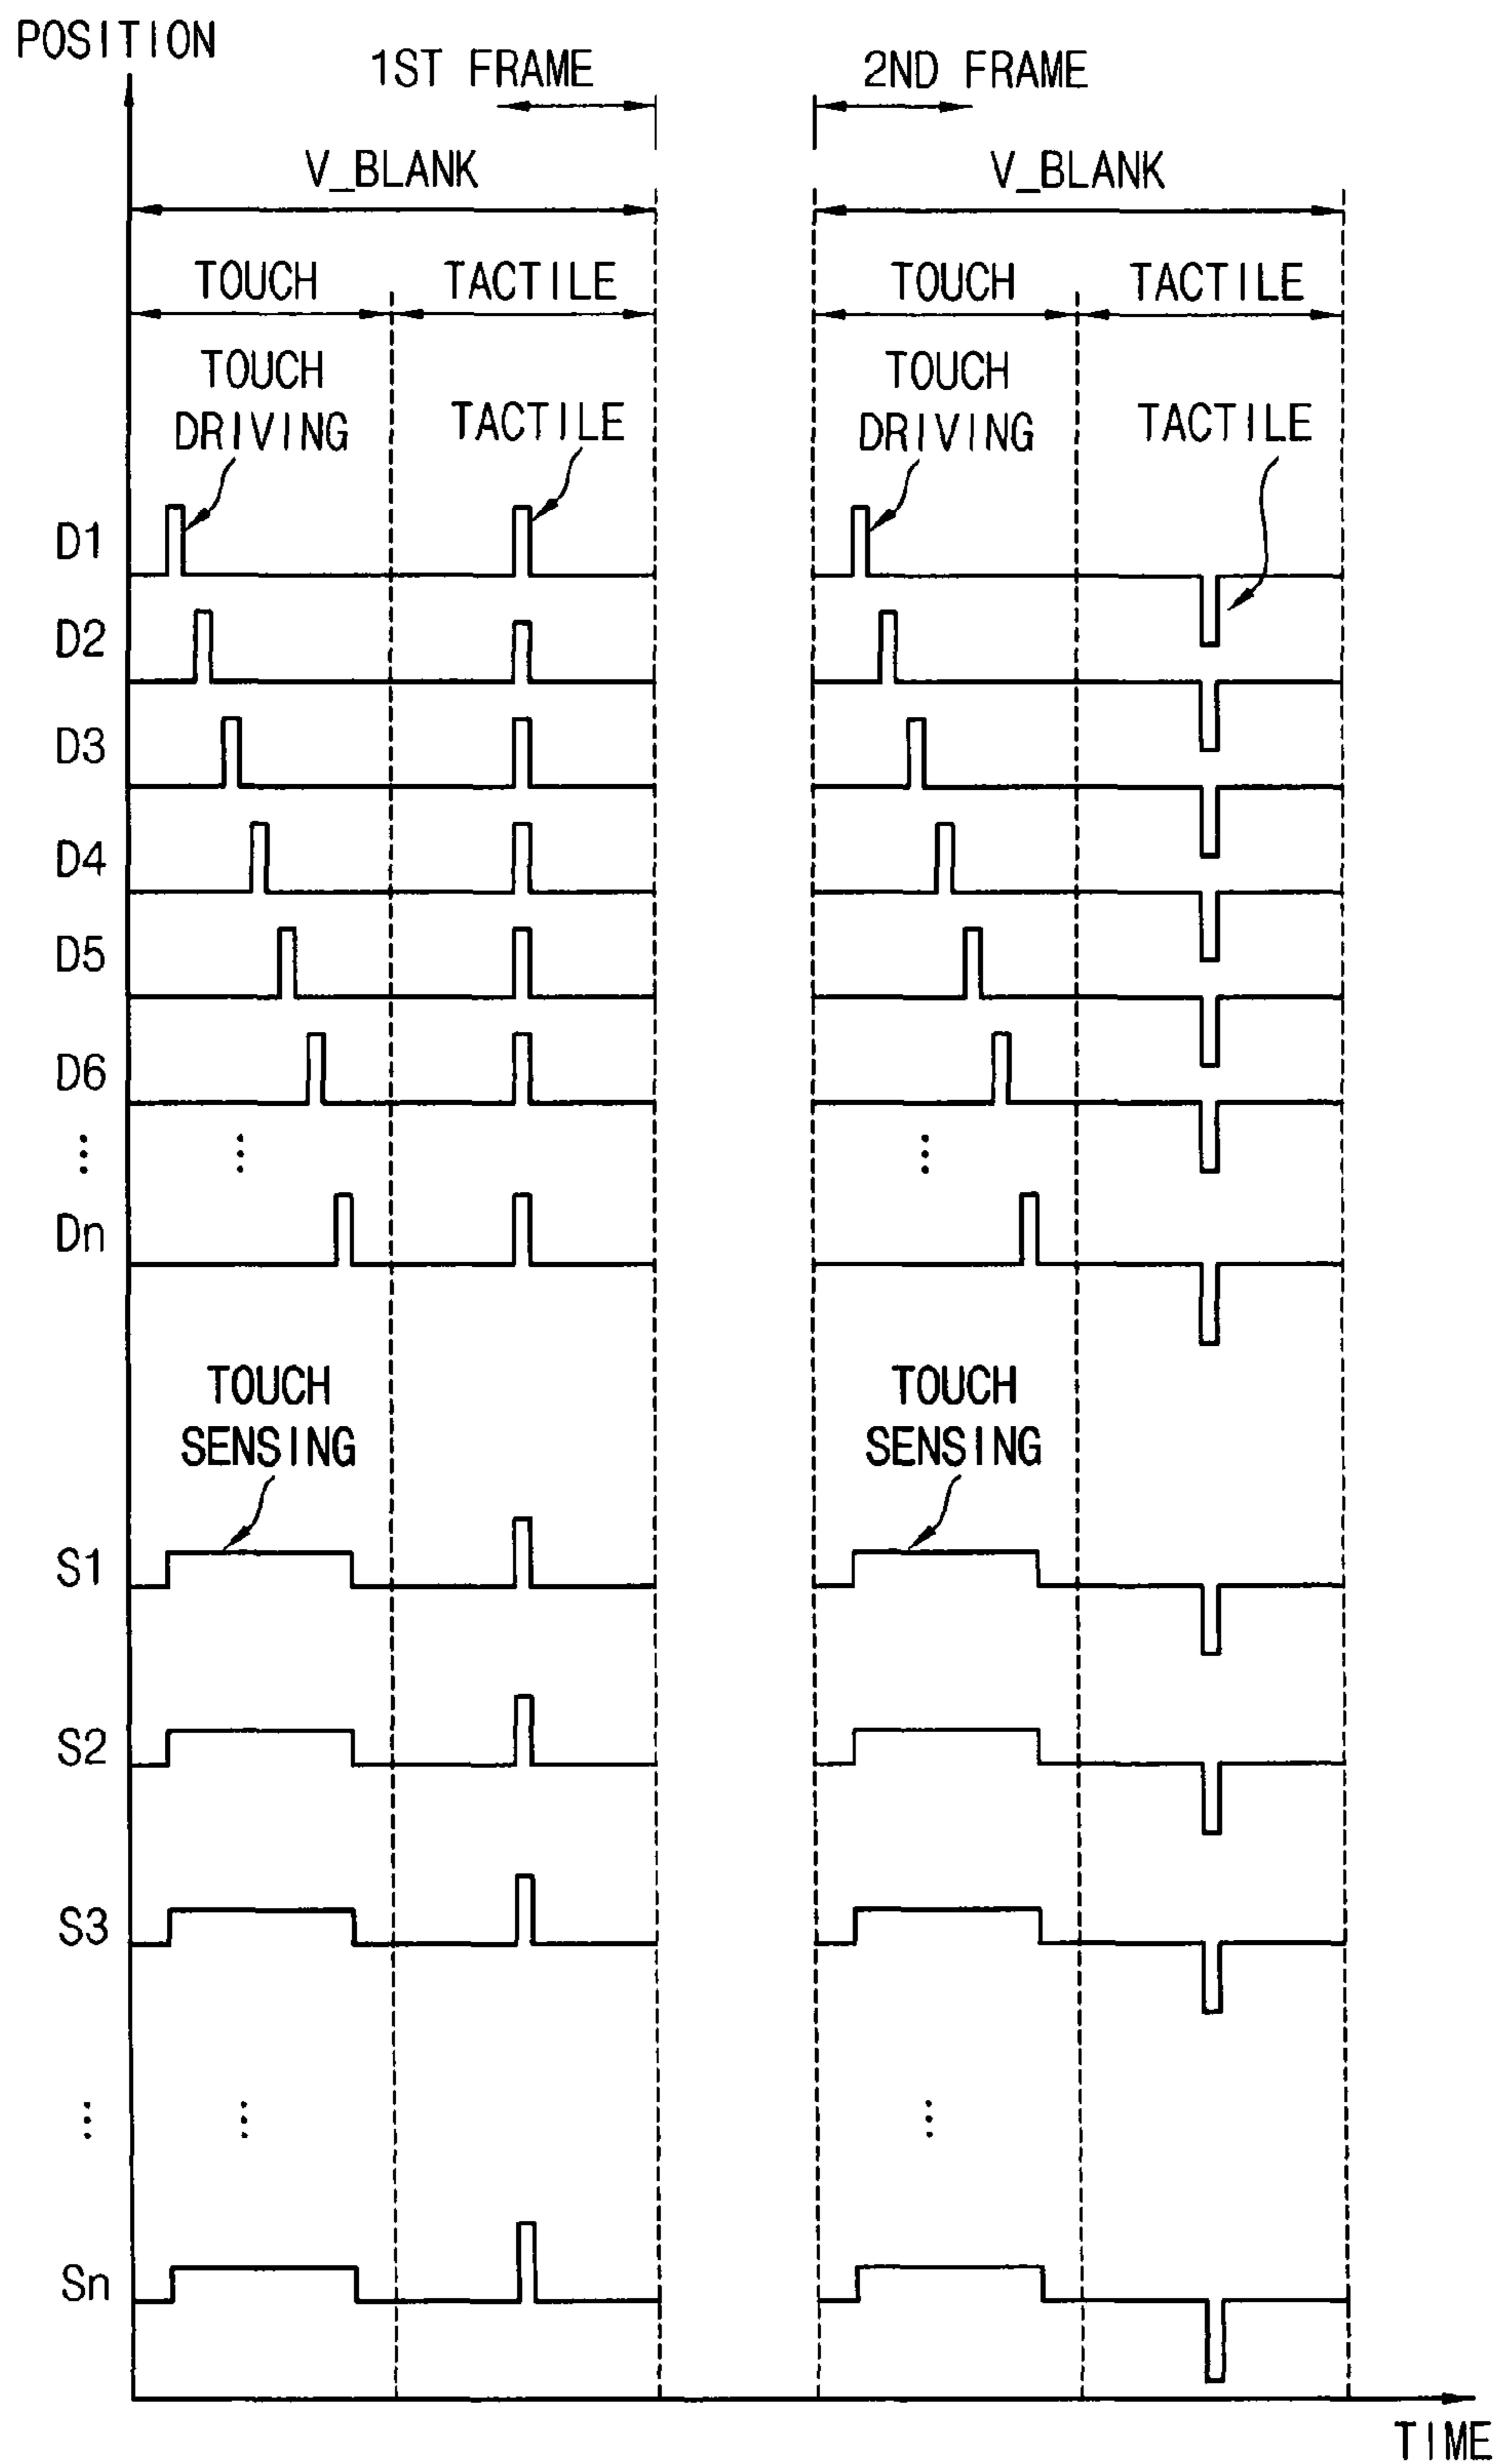 POSITION
1ST FRAME
2ND FRAME
V_BLANK
V_BLANK
TOUCH
TACTILE
TOUCH
TACTILE
TOUCH
DRIVING
TACTILE
TOUCH
DRIVING
TACTILE
D1
D2
D3
D4
D5
D6
⋮
⋮
⋮
Dn
TOUCH
SENSING
TOUCH
SENSING
S1
S2
S3
⋮
⋮
⋮
Sn
TIME